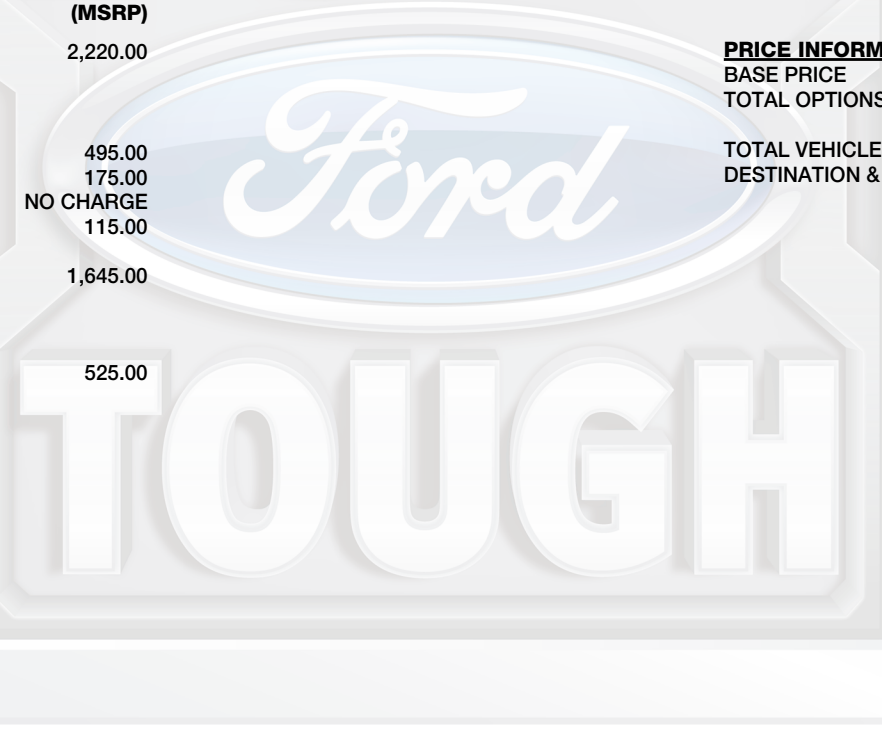 (MSRP)
2,220.00
495.00
175.00
NO CHARGE
115.00
1,645.00
525.00
PRICE INFORM
BASE PRICE
TOTAL OPTIONS
TOTAL VEHICLE
DESTINATION &
Ford
TOUGH